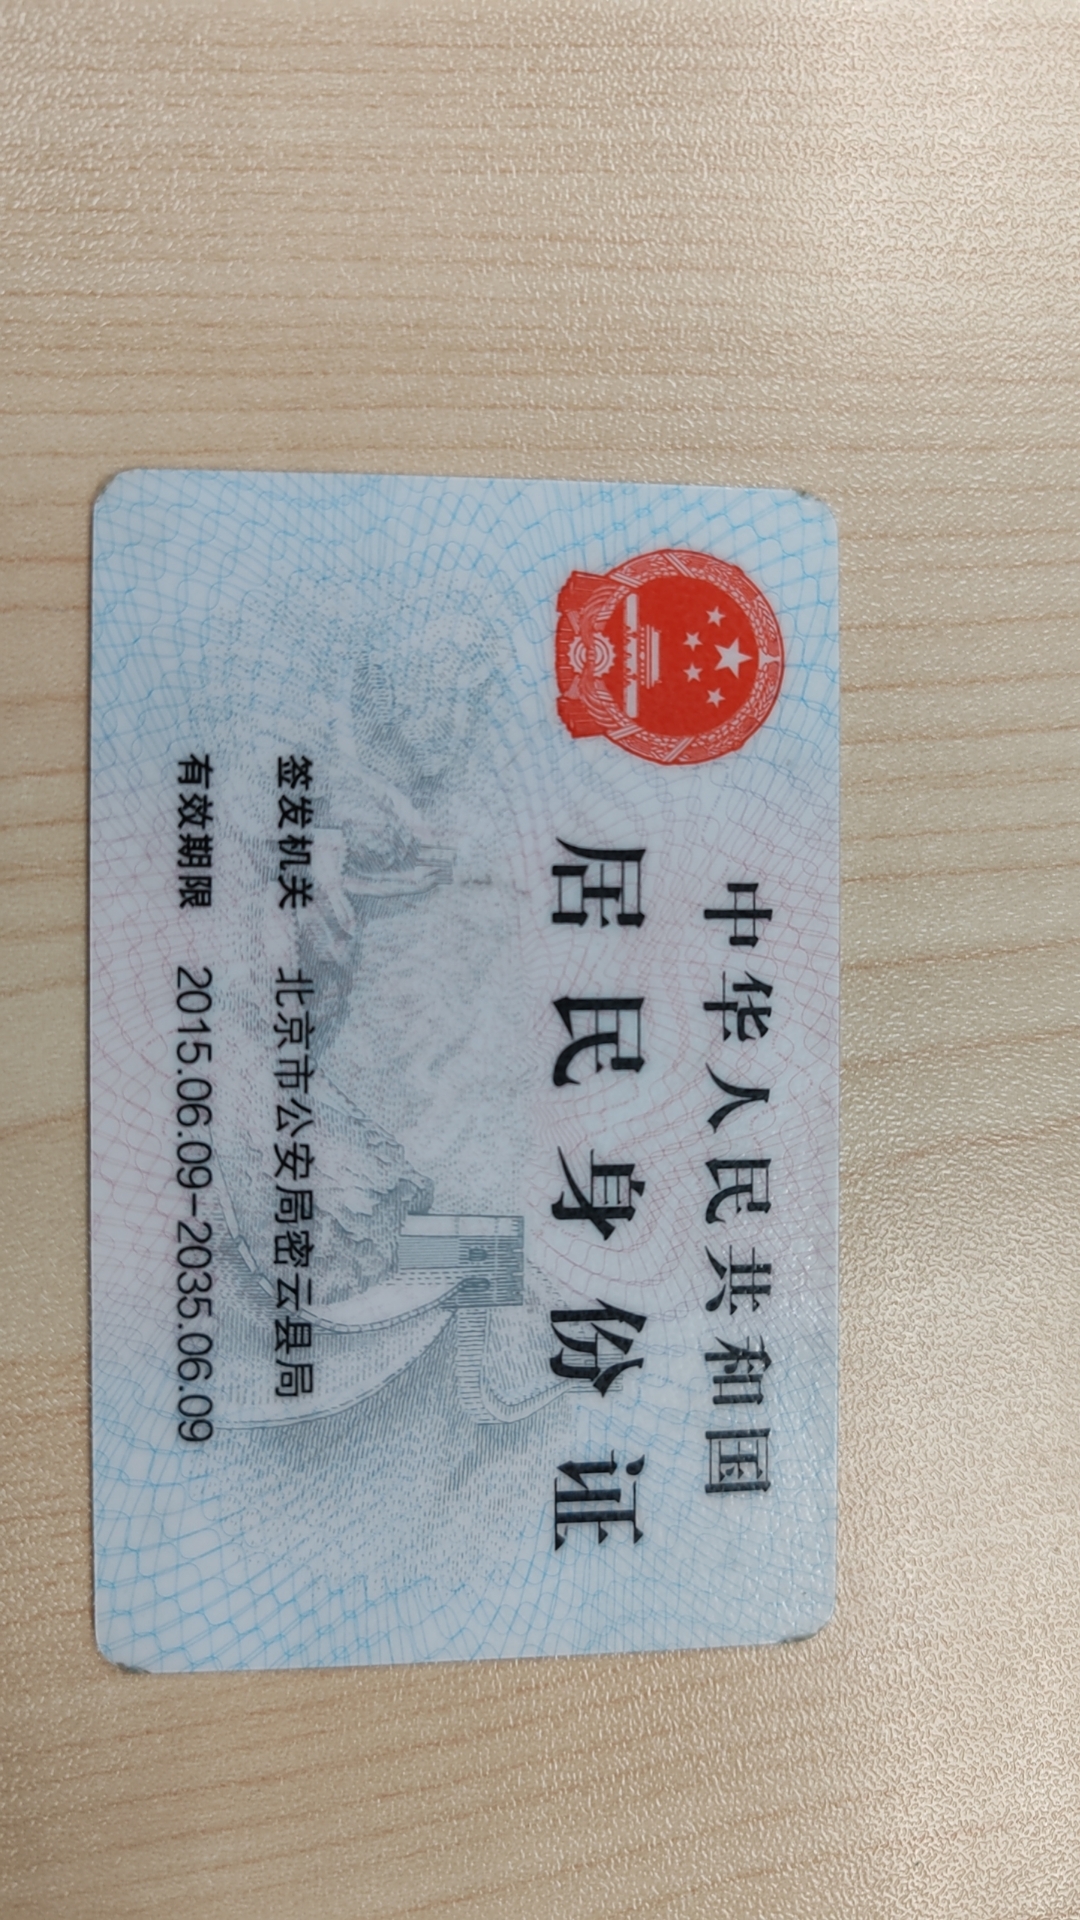 中华人民共和国
居民身份证
签发机关 北京市公安局密云县局
有效期限 2015.06.09-2035.06.09